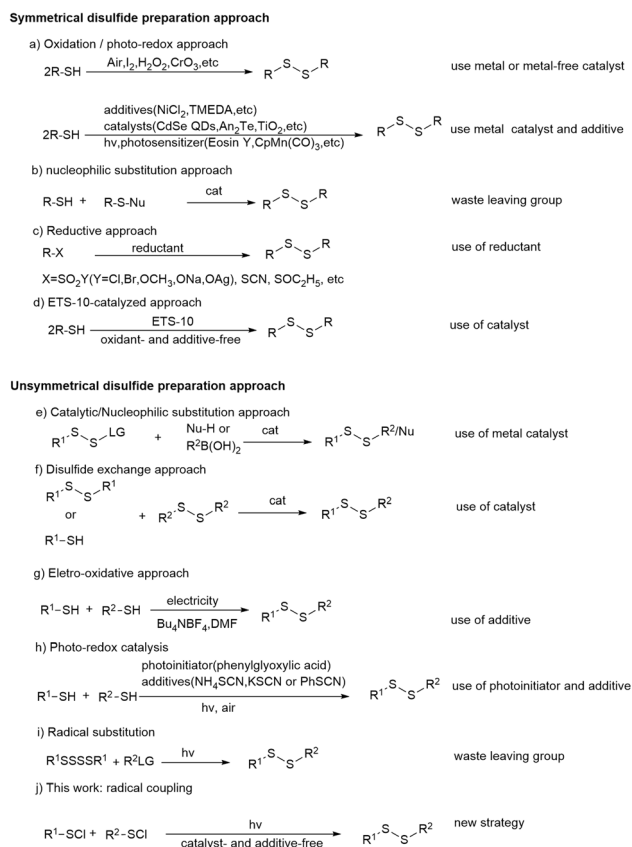 Symmetrical disulfide preparation approach
a) Oxidation / photo-redox approach
2R-SH Air,I2,H2O2,CrO3,etc R S S R use metal or metal-free catalyst
additives(NiCl2,TMEDA,etc)
2R-SH catalysts(CdSe QDs,An2Te,TiO2,etc) R S S R use metal catalyst and additive
hv,photosensitizer(Eosin Y,CpMn(CO)3,etc)
b) nucleophilic substitution approach
R-SH + R-S-Nu cat R S S R waste leaving group
c) Reductive approach
R-X reductant R S S R use of reductant
X=SO2Y(Y=Cl,Br,OCH3,ONa,OAg), SCN, SOC2H5, etc
d) ETS-10-catalyzed approach
2R-SH ETS-10 R S S R use of catalyst
oxidant- and additive-free
Unsymmetrical disulfide preparation approach
e) Catalytic/Nucleophilic substitution approach
R1 S S LG + Nu-H or R2B(OH)2 cat R1 S S R2/Nu use of metal catalyst
f) Disulfide exchange approach
R1 S S R1
or + R2 S S R2 cat R1 S S R2 use of catalyst
R1-SH
g) Eletro-oxidative approach
R1-SH + R2-SH electricity R1 S S R2
Bu4NBF4,DMF use of additive
h) Photo-redox catalysis
photoinitiator(phenylglyoxylic acid)
additives(NH4SCN,KSCN or PhSCN)
R1-SH + R2-SH R1 S S R2 use of photoinitiator and additive
hv, air
i) Radical substitution
R1SSSSR1 + R2LG hv R1 S S R2 waste leaving group
j) This work: radical coupling
R1-SCl + R2-SCl hv R1 S S R2 new strategy
catalyst- and additive-free